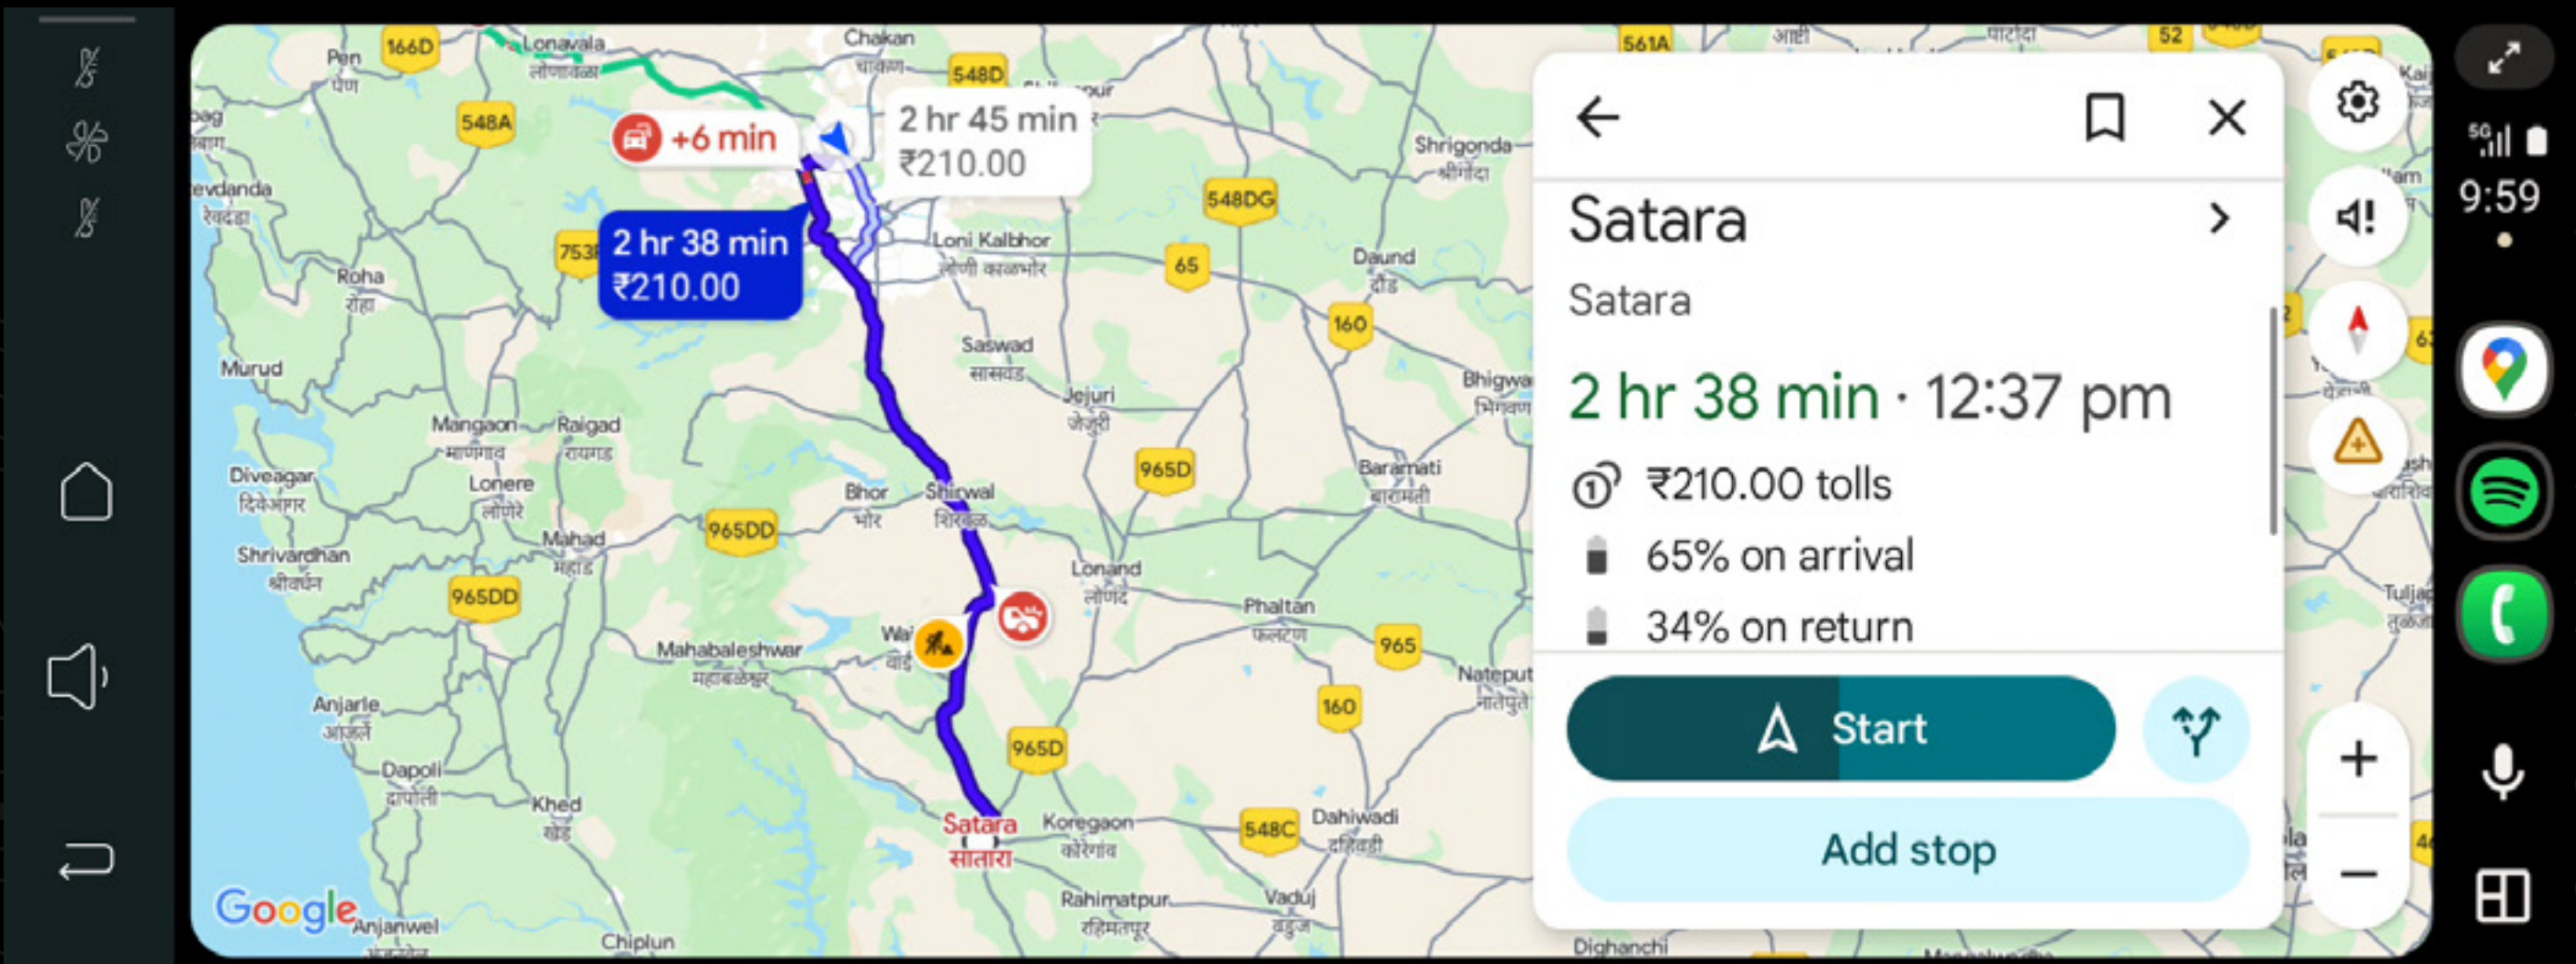 166D
Pen
पेण
Lonavala
लोणावळा
Chakan
चाकण
548D
561A
आष्टी
पाटोदा
52
548A
+6 min
2 hr 45 min
₹210.00
Shrigonda
श्रीगोंदा
548DG
Revdanda
रेवदंडा
2 hr 38 min
₹210.00
Loni Kalbhor
लोणी काळभोर
65
Daund
दौंड
Roha
रोहा
160
Saswad
सासवड
Murud
Jejuri
जेजुरी
Mangaon
माणगाव
Raigad
रायगड
965D
Baramati
बारामती
Diveagar
दिवेआगर
Lonere
लोणेरे
Bhor
भोर
Shirwal
शिरवळ
965DD
Mahad
महाड
Shrivardhan
श्रीवर्धन
965DD
Lonand
लोणंद
Phaltan
फलटण
Wai
वाई
965
Mahabaleshwar
महाबळेश्वर
160
Anjarle
आंजर्ले
965D
Dapoli
दापोली
Khed
खेड
Satara
सातारा
Koregaon
कोरेगांव
548C
Dahiwadi
दहिवडी
Rahimatpur
रहिमतपूर
Vaduj
वडूज
Google
Anjanwel
Chiplun
Dighanchi
Satara
Satara
2 hr 38 min · 12:37 pm
₹210.00 tolls
65% on arrival
34% on return
Start
Add stop
5G
9:59